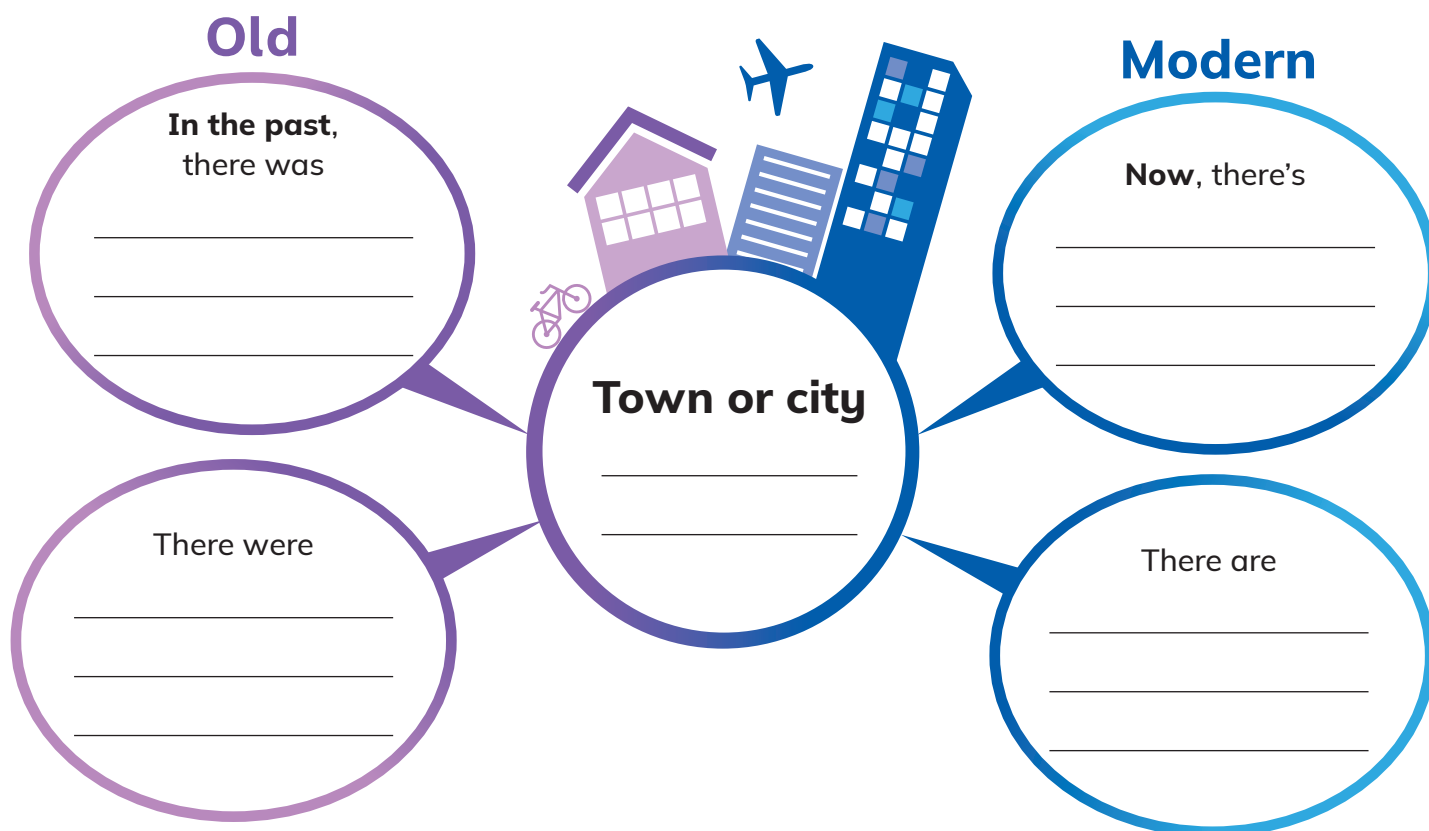 Old
In the past,
there was
There were
Town or city
Modern
Now, there’s
There are